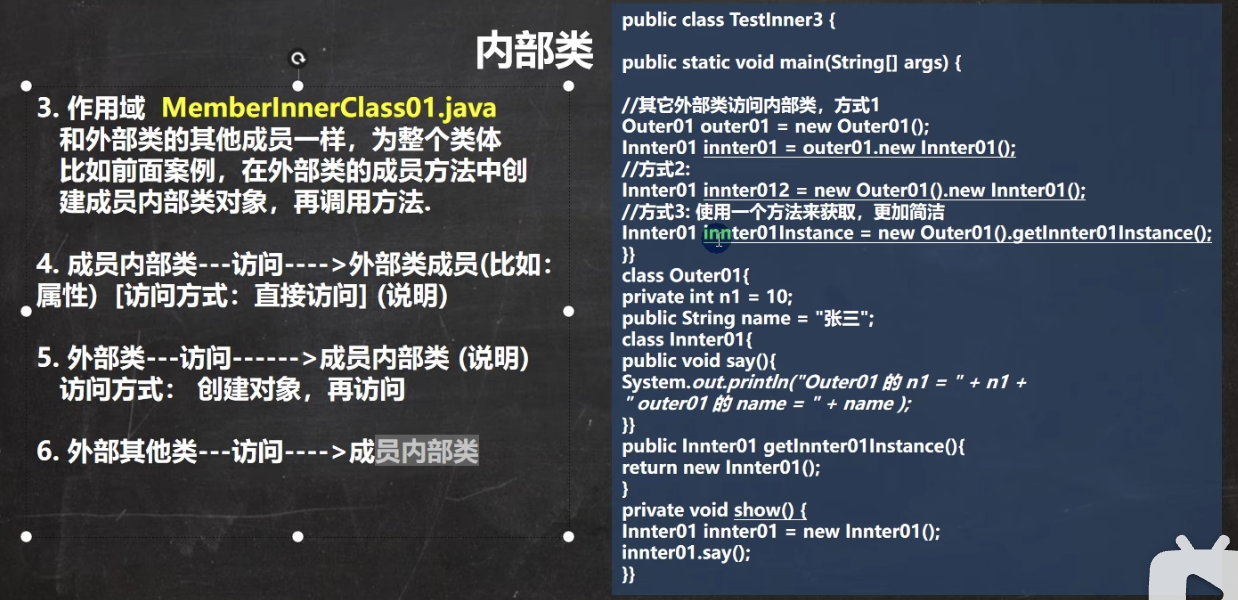 内部类
3. 作用域 MemberInnerClass01.java
和外部类的其他成员一样，为整个类体
比如前面案例，在外部类的成员方法中创
建成员内部类对象，再调用方法.
4. 成员内部类---访问---->外部类成员(比如：
属性）[访问方式：直接访问] (说明)
5. 外部类---访问------>成员内部类 (说明)
访问方式： 创建对象，再访问
6. 外部其他类---访问---->成员内部类
public class TestInner3 {
public static void main(String[] args) {
//其它外部类访问内部类，方式1
Outer01 outer01 = new Outer01();
Innter01 innter01 = outer01.new Innter01();
//方式2:
Innter01 innter012 = new Outer01().new Innter01();
//方式3: 使用一个方法来获取，更加简洁
Innter01 innter01Instance = new Outer01().getInnter01Instance();
}}
class Outer01{
private int n1 = 10;
public String name = "张三";
class Innter01{
public void say(){
System.out.println("Outer01 的 n1 = " + n1 +
" outer01 的 name = " + name );
}}
public Innter01 getInnter01Instance(){
return new Innter01();
}
private void show() {
Innter01 innter01 = new Innter01();
innter01.say();
}}